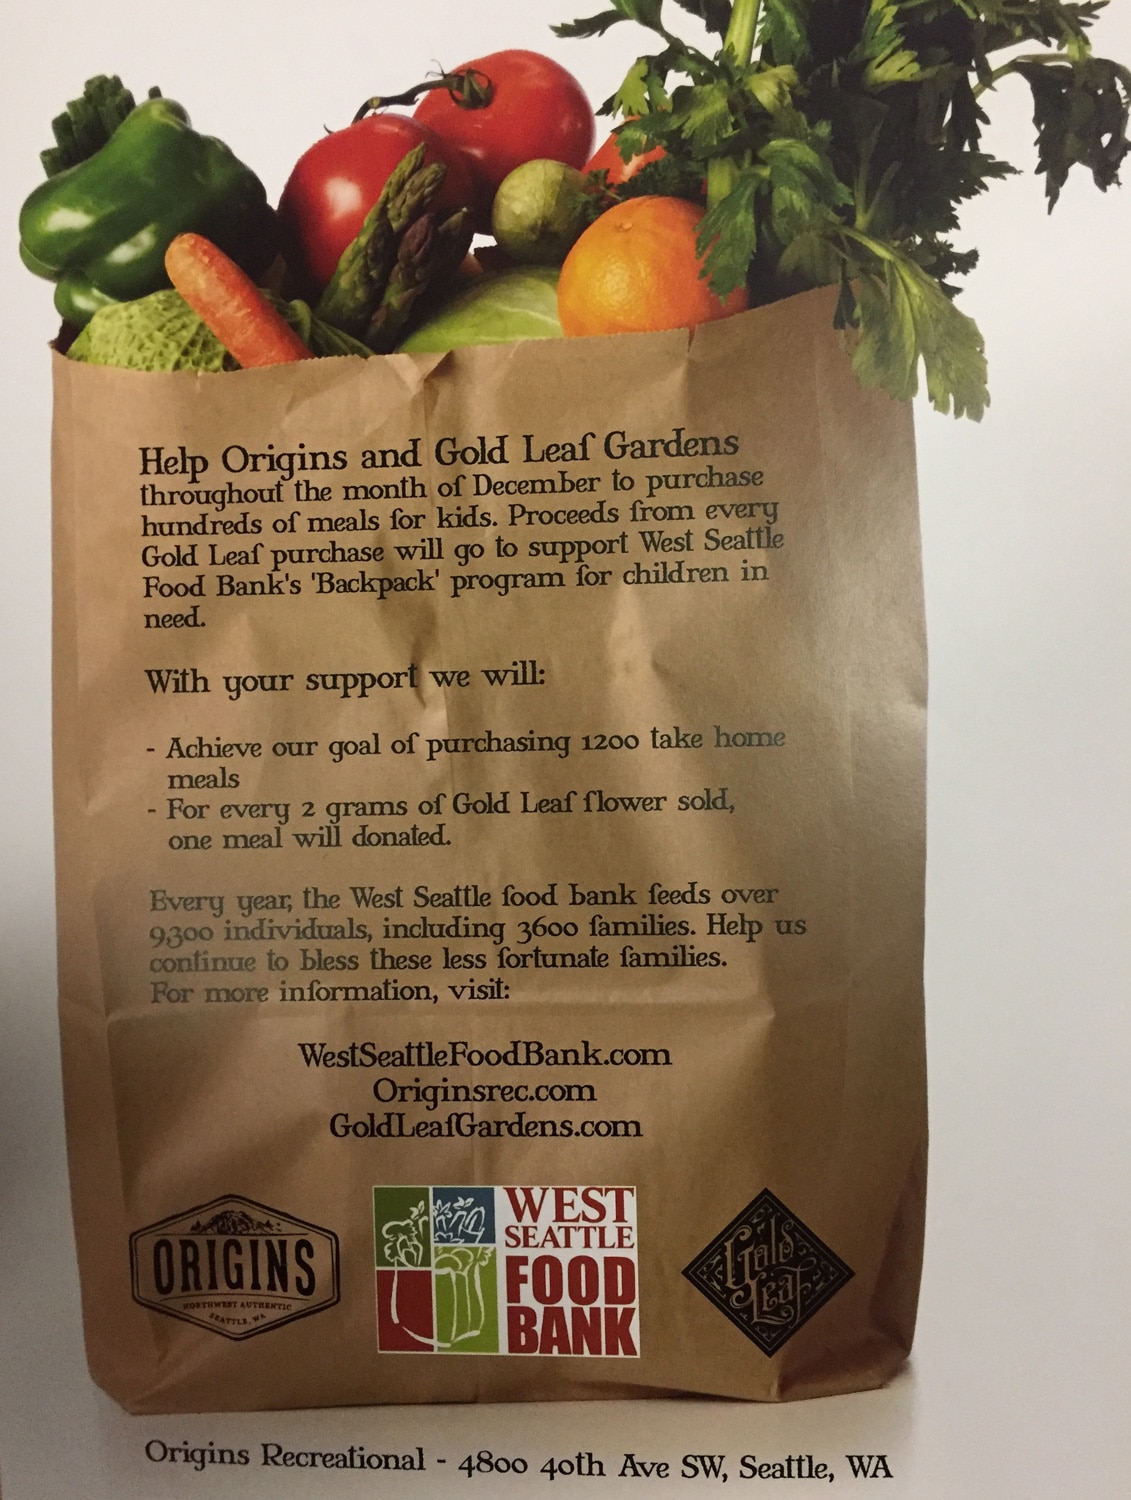 Help Origins and Gold Leaf Gardens
throughout the month of December to purchase
hundreds of meals for kids. Proceeds from every
Gold Leaf purchase will go to support West Seattle
Food Bank's 'Backpack' program for children in
need.
With your support we will:
- Achieve our goal of purchasing 1200 take home
meals
- For every 2 grams of Gold Leaf flower sold,
one meal will donated.
Every year, the West Seattle food bank feeds over
9300 individuals, including 3600 families. Help us
continue to bless these less fortunate families.
For more information, visit:
WestSeattleFoodBank.com
Originsrec.com
GoldLeafGardens.com
ORIGINS
NORTHWEST AUTHENTIC
SEATTLE, WA
WEST
SEATTLE
FOOD
BANK
Gold
Leaf
Origins Recreational - 4800 40th Ave SW, Seattle, WA